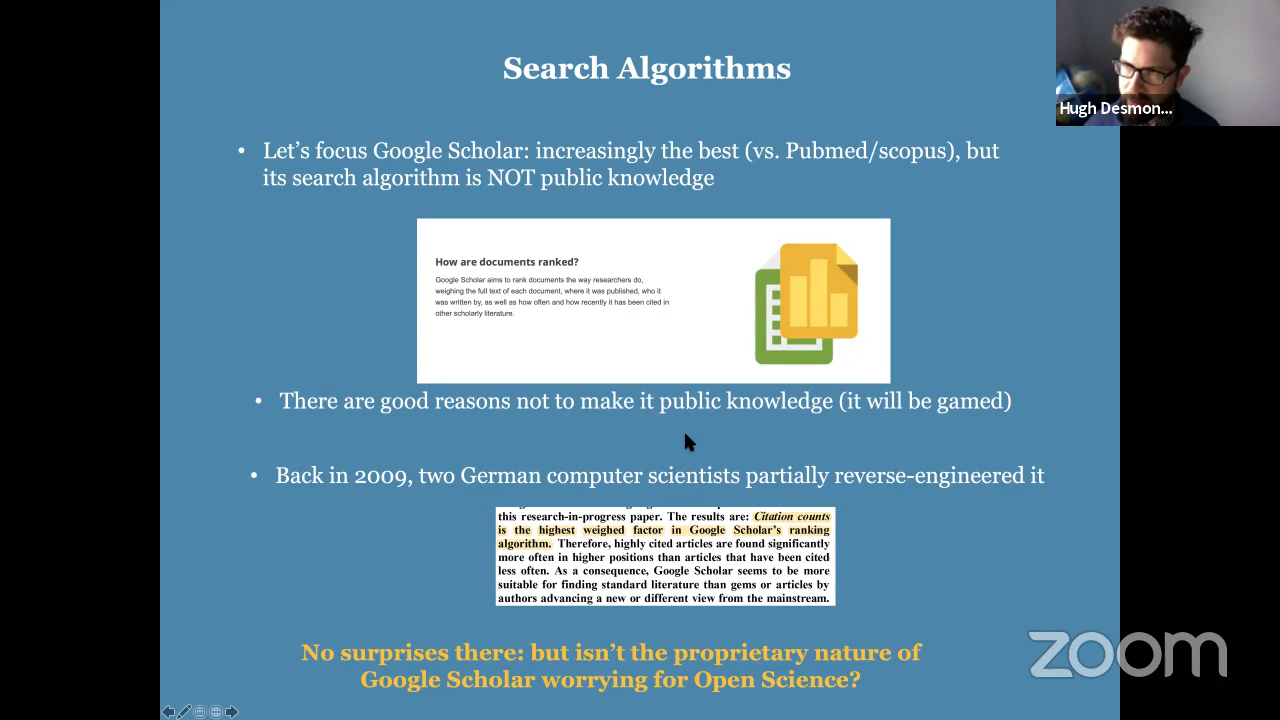 Search Algorithms
Hugh Desmon...
• Let's focus Google Scholar: increasingly the best (vs. Pubmed/scopus), but
its search algorithm is NOT public knowledge
How are documents ranked?
Google Scholar aims to rank documents the way researchers do,
weighing the full text of each document, where it was published, who it
was written by, as well as how often and how recently it has been cited in
other scholarly literature.
• There are good reasons not to make it public knowledge (it will be gamed)
• Back in 2009, two German computer scientists partially reverse-engineered it
this research-in-progress paper. The results are: Citation counts
is the highest weighed factor in Google Scholar's ranking
algorithm. Therefore, highly cited articles are found significantly
more often in higher positions than articles that have been cited
less often. As a consequence, Google Scholar seems to be more
suitable for finding standard literature than gems or articles by
authors advancing a new or different view from the mainstream.
No surprises there: but isn't the proprietary nature of
Google Scholar worrying for Open Science?
zoom